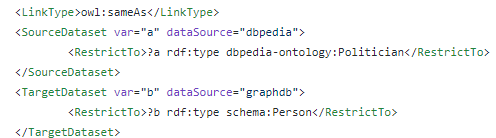 <LinkType>owl:sameAs</LinkType>
<SourceDataset var="a" dataSource="dbpedia">
<RestrictTo>?a rdf:type dbpedia-ontology:Politician</RestrictTo>
</SourceDataset>
<TargetDataset var="b" dataSource="graphdb">
<RestrictTo>?b rdf:type schema:Person</RestrictTo>
</TargetDataset>